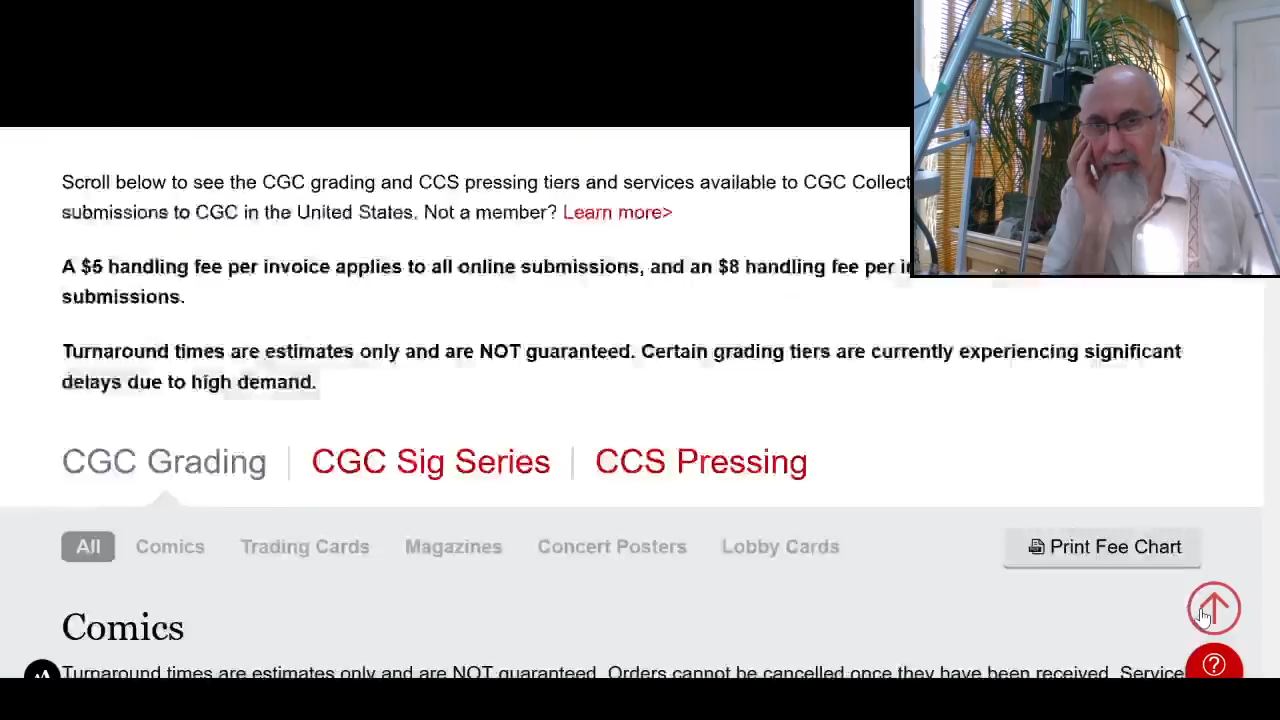 Scroll below to see the CGC grading and CCS pressing tiers and services available to CGC Collect
submissions to CGC in the United States. Not a member? Learn more>
A $5 handling fee per invoice applies to all online submissions, and an $8 handling fee per i
submissions.
Turnaround times are estimates only and are NOT guaranteed. Certain grading tiers are currently experiencing significant
delays due to high demand.
CGC Grading | CGC Sig Series | CCS Pressing
All Comics Trading Cards Magazines Concert Posters Lobby Cards Print Fee Chart
Comics
Turnaround times are estimates only and are NOT guaranteed. Orders cannot be cancelled once they have been received. Service